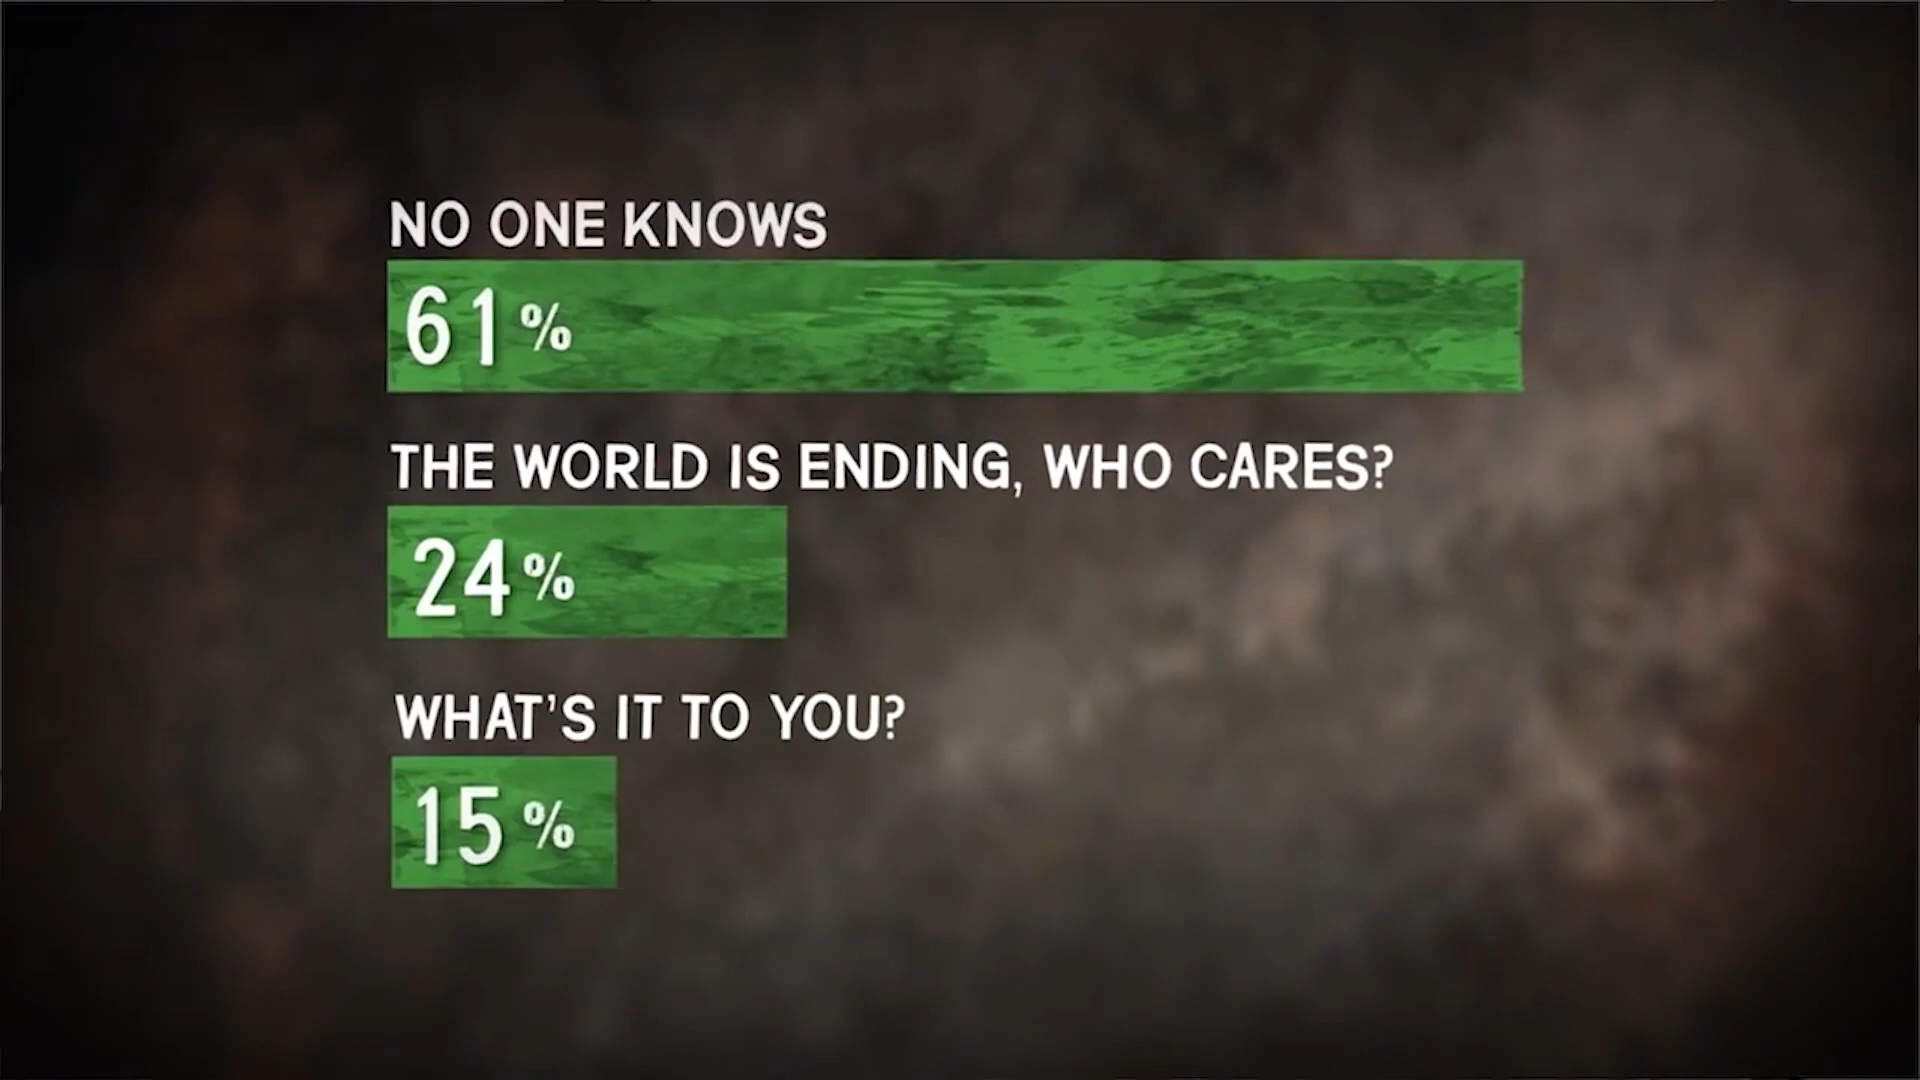 NO ONE KNOWS
61%
THE WORLD IS ENDING, WHO CARES?
24%
WHAT'S IT TO YOU?
15%